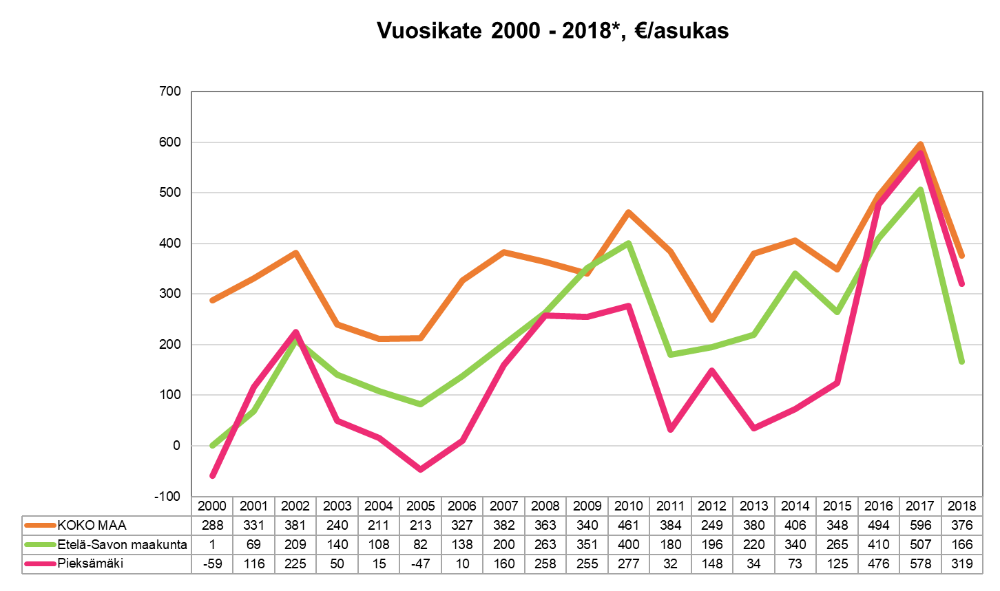 Vuosikate 2000 - 2018*, €/asukas
700
600
500
400
300
200
100
0
-100
2000 2001 2002 2003 2004 2005 2006 2007 2008 2009 2010 2011 2012 2013 2014 2015 2016 2017 2018
KOKO MAA 288 331 381 240 211 213 327 382 363 340 461 384 249 380 406 348 494 596 376
Etelä-Savon maakunta 1 69 209 140 108 82 138 200 263 351 400 180 196 220 340 265 410 507 166
Pieksämäki -59 116 225 50 15 -47 10 160 258 255 277 32 148 34 73 125 476 578 319